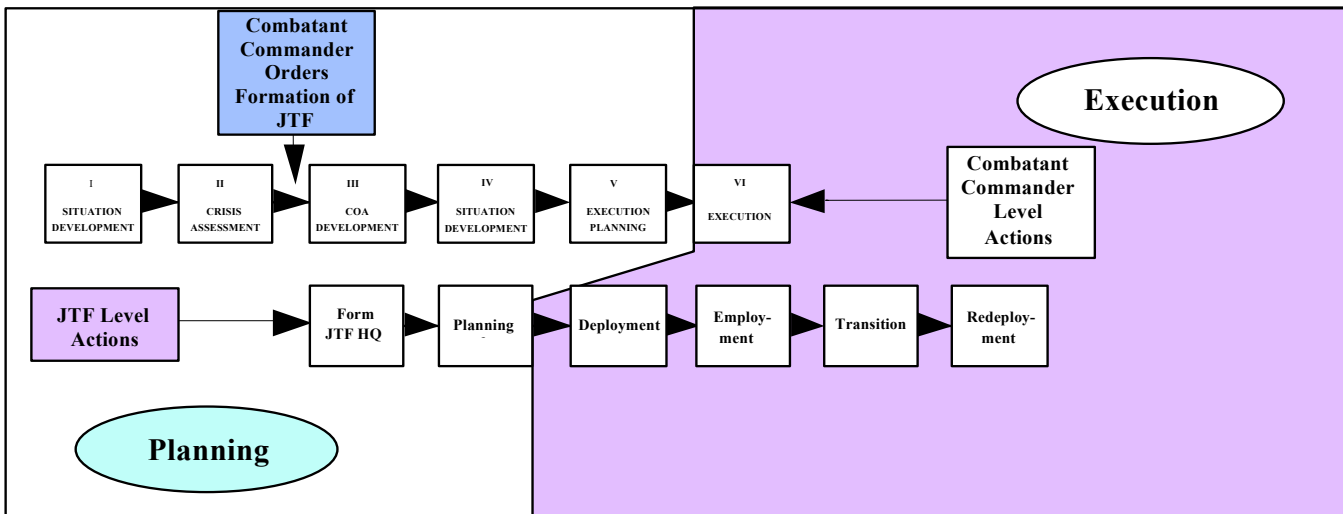 Combatant
Commander
Orders
Formation of
JTF
Execution
I
SITUATION
DEVELOPMENT
II
CRISIS
ASSESSMENT
III
COA
DEVELOPMENT
IV
SITUATION
DEVELOPMENT
V
EXECUTION
PLANNING
VI
EXECUTION
Combatant
Commander
Level
Actions
JTF Level
Actions
Form
JTF HQ
Planning
Deployment
Employ-
ment
Transition
Redeploy-
ment
Planning